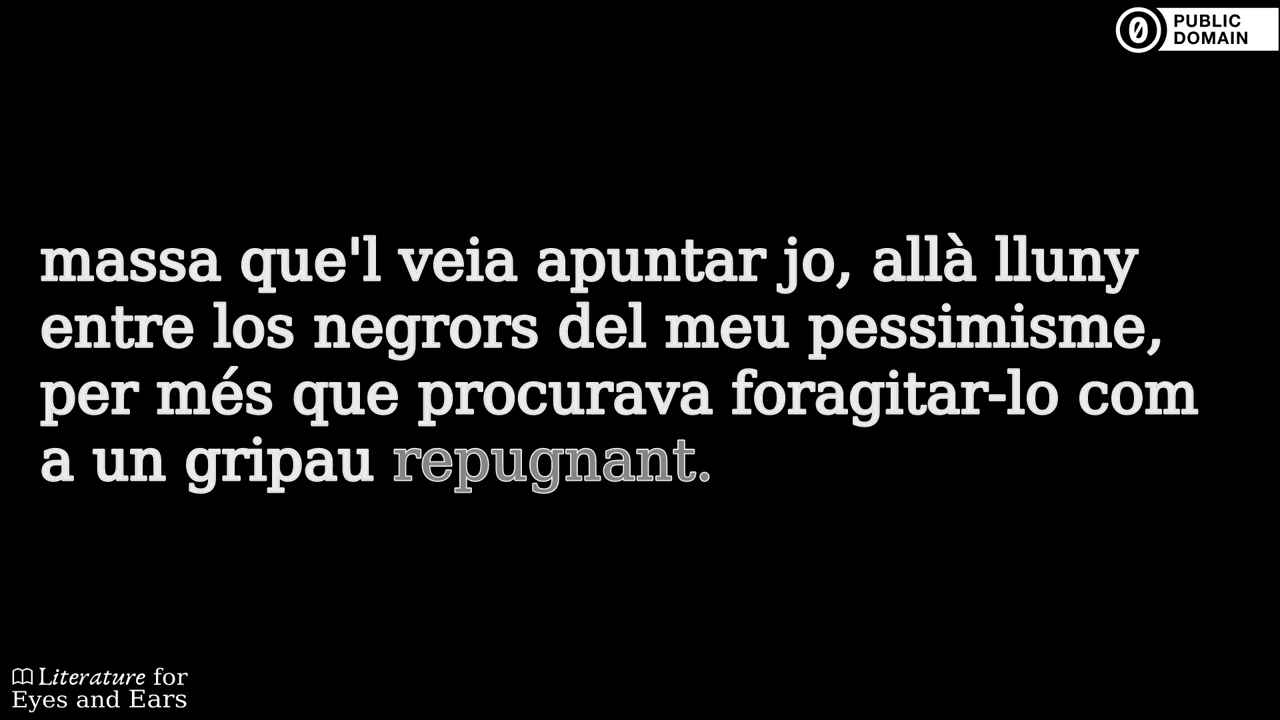 PUBLIC
DOMAIN
massa que'l veia apuntar jo, allà lluny
entre los negrors del meu pessimisme,
per més que procurava foragitar-lo com
a un gripau repugnant.
Literature for
Eyes and Ears